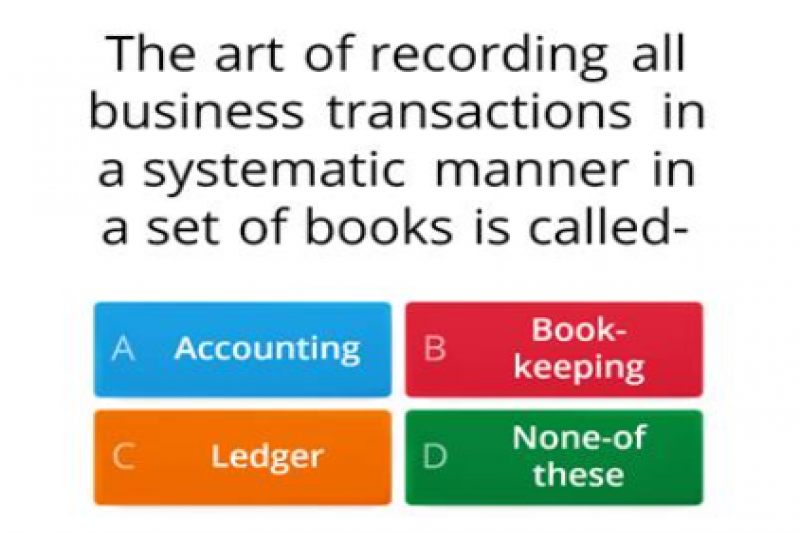 The art of recording all
business transactions in
a systematic manner in
a set of books is called-
A Accounting
B Book-
keeping
C Ledger
D None-of
these